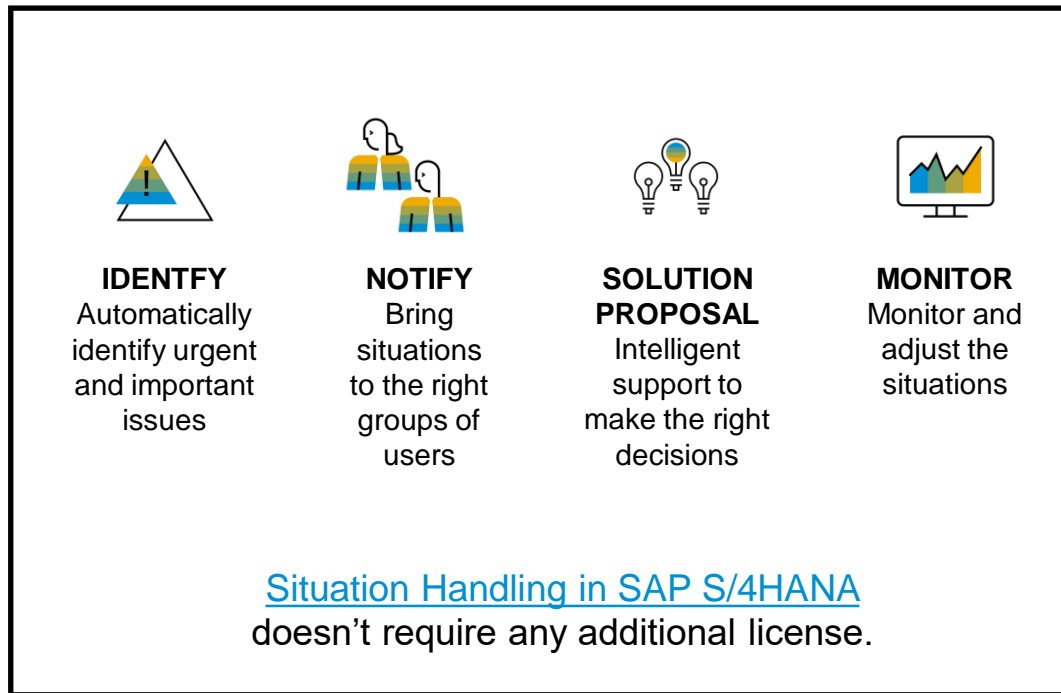 !
IDENTFY
Automatically
identify urgent
and important
issues
NOTIFY
Bring
situations
to the right
groups of
users
SOLUTION
PROPOSAL
Intelligent
support to
make the right
decisions
MONITOR
Monitor and
adjust the
situations
Situation Handling in SAP S/4HANA
doesn’t require any additional license.